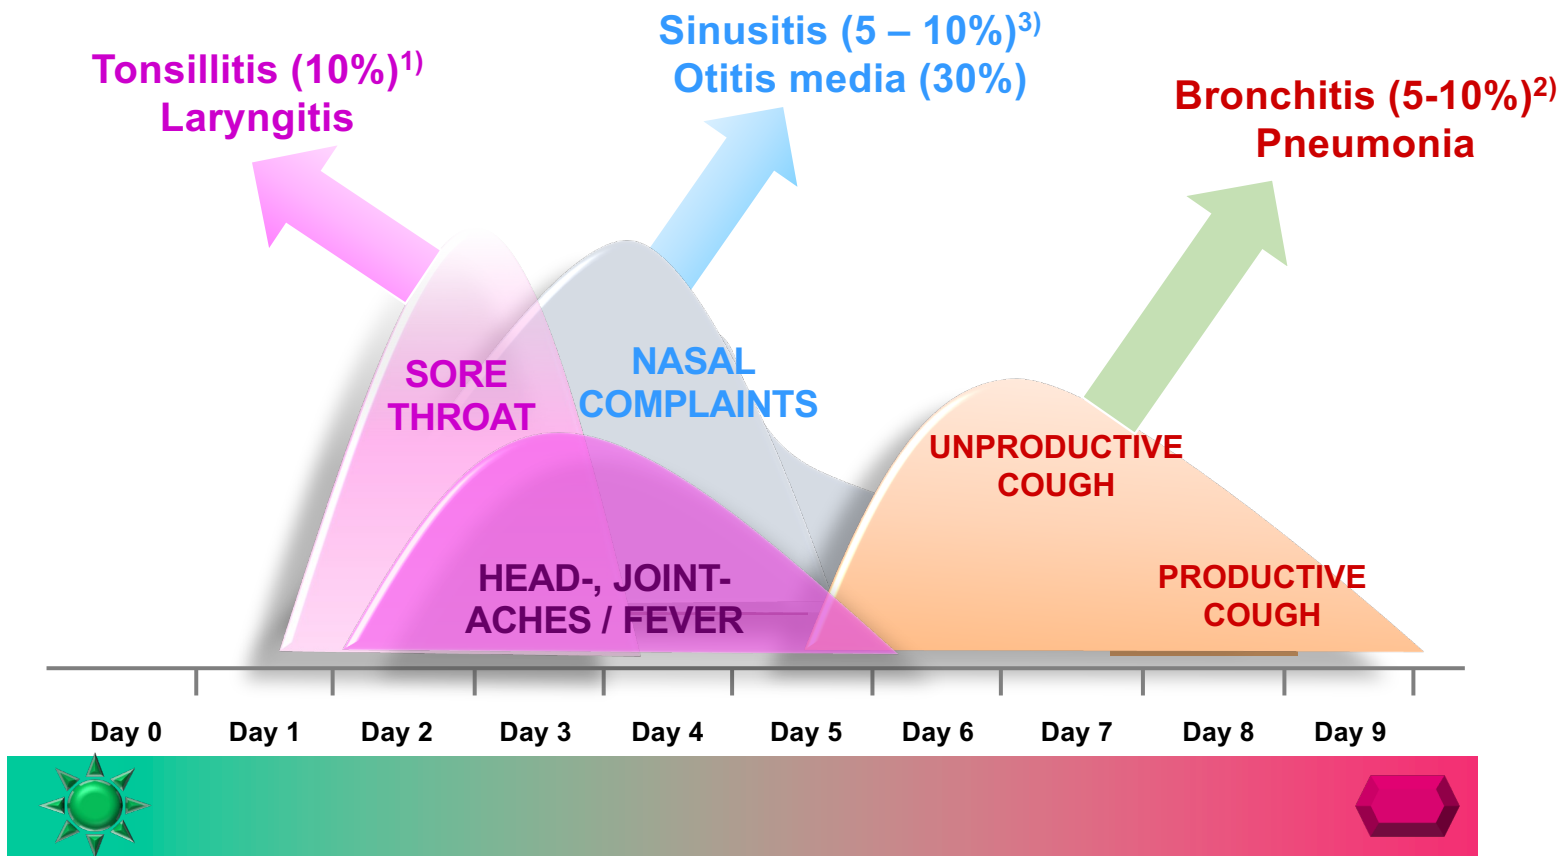 Sinusitis (5 – 10%)3)
Otitis media (30%)
Tonsillitis (10%)1)
Laryngitis
Bronchitis (5-10%)2)
Pneumonia
SORE
THROAT
NASAL
COMPLAINTS
UNPRODUCTIVE
COUGH
HEAD-, JOINT-
ACHES / FEVER
PRODUCTIVE
COUGH
Day 0 Day 1 Day 2 Day 3 Day 4 Day 5 Day 6 Day 7 Day 8 Day 9